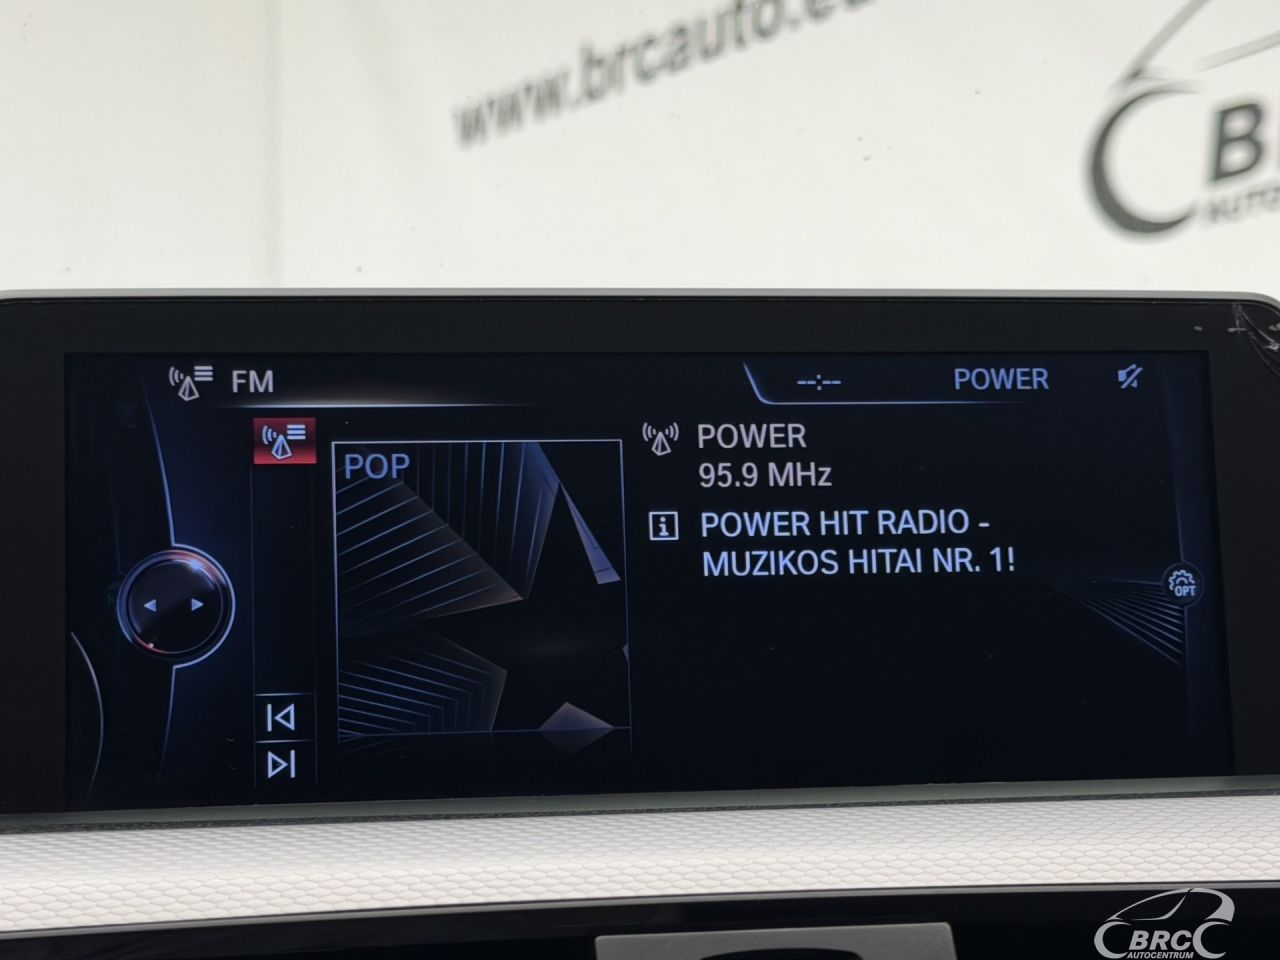 www.brcauto.eu
FM
--:--
POWER
POP
POWER
95.9 MHz
POWER HIT RADIO -
MUZIKOS HITAI NR. 1!
OPT
BRC
AUTOCENTRUM